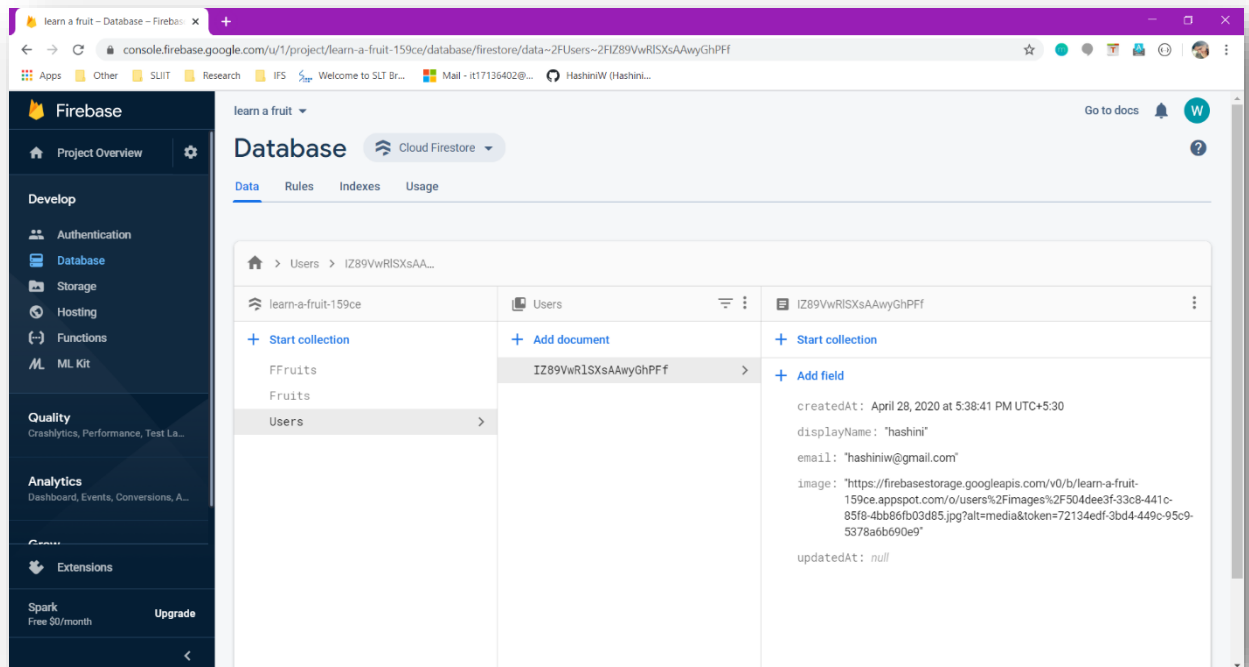 learn a fruit – Database – Fireba
console.firebase.google.com/u/1/project/learn-a-fruit-159ce/database/firestore/data~2FUsers~2FIZ89VwRlSXsAAwyGhPFf
Apps Other SLIIT Research IFS Welcome to SLT Br... Mail - it17136402@... HashiniW (Hashini...
Firebase
Project Overview
Develop
Authentication
Database
Storage
Hosting
Functions
ML Kit
Quality
Crashlytics, Performance, Test La...
Analytics
Dashboard, Events, Conversions, A...
Grow
Extensions
Spark
Free $0/month
Upgrade
learn a fruit
Go to docs
W
Database
Cloud Firestore
Data Rules Indexes Usage
Users > IZ89VwRlSXsAA...
learn-a-fruit-159ce
+ Start collection
FFruits
Fruits
Users
Users
+ Add document
IZ89VwRlSXsAAwyGhPFf
IZ89VwRlSXsAAwyGhPFf
+ Start collection
+ Add field
createdAt: April 28, 2020 at 5:38:41 PM UTC+5:30
displayName: "hashini"
email: "hashiniw@gmail.com"
image: "https://firebasestorage.googleapis.com/v0/b/learn-a-fruit-
159ce.appspot.com/o/users%2Fimages%2F504dee3f-33c8-441c-
85f8-4bb86fb03d85.jpg?alt=media&token=72134edf-3bd4-449c-95c9-
5378a6b690e9"
updatedAt: null